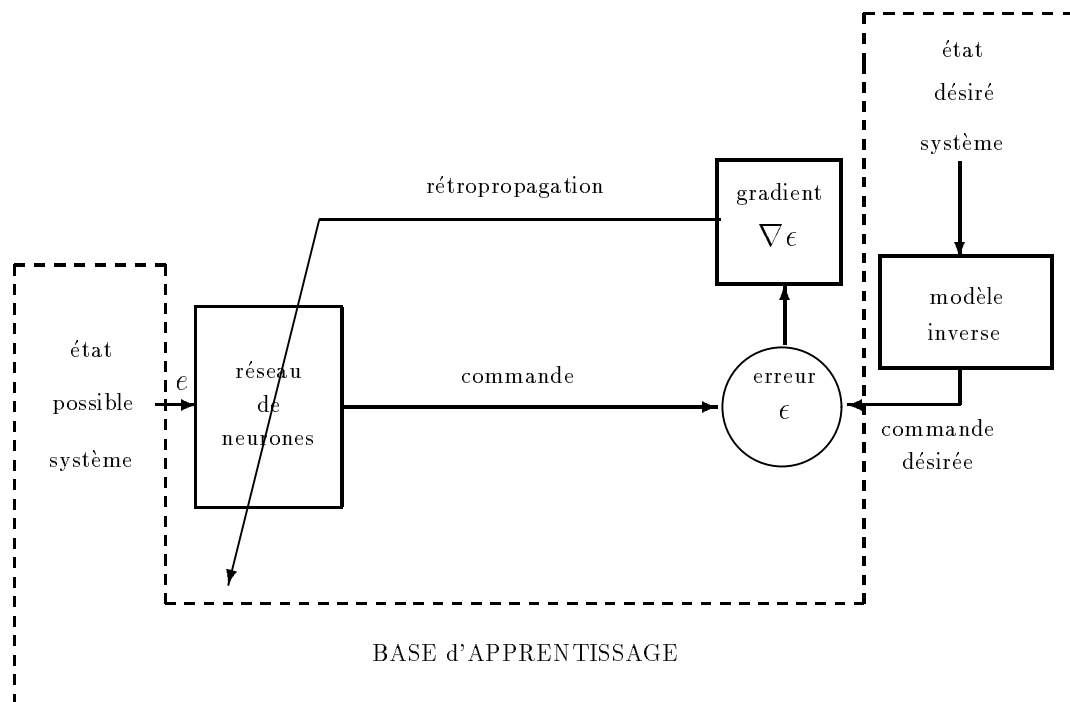 état
désiré
système
rétropropagation
gradient
∇ϵ
modèle
inverse
état
possible
système
e
réseau
de
neurones
commande
erreur
ϵ
commande
désirée
BASE d'APPRENTISSAGE